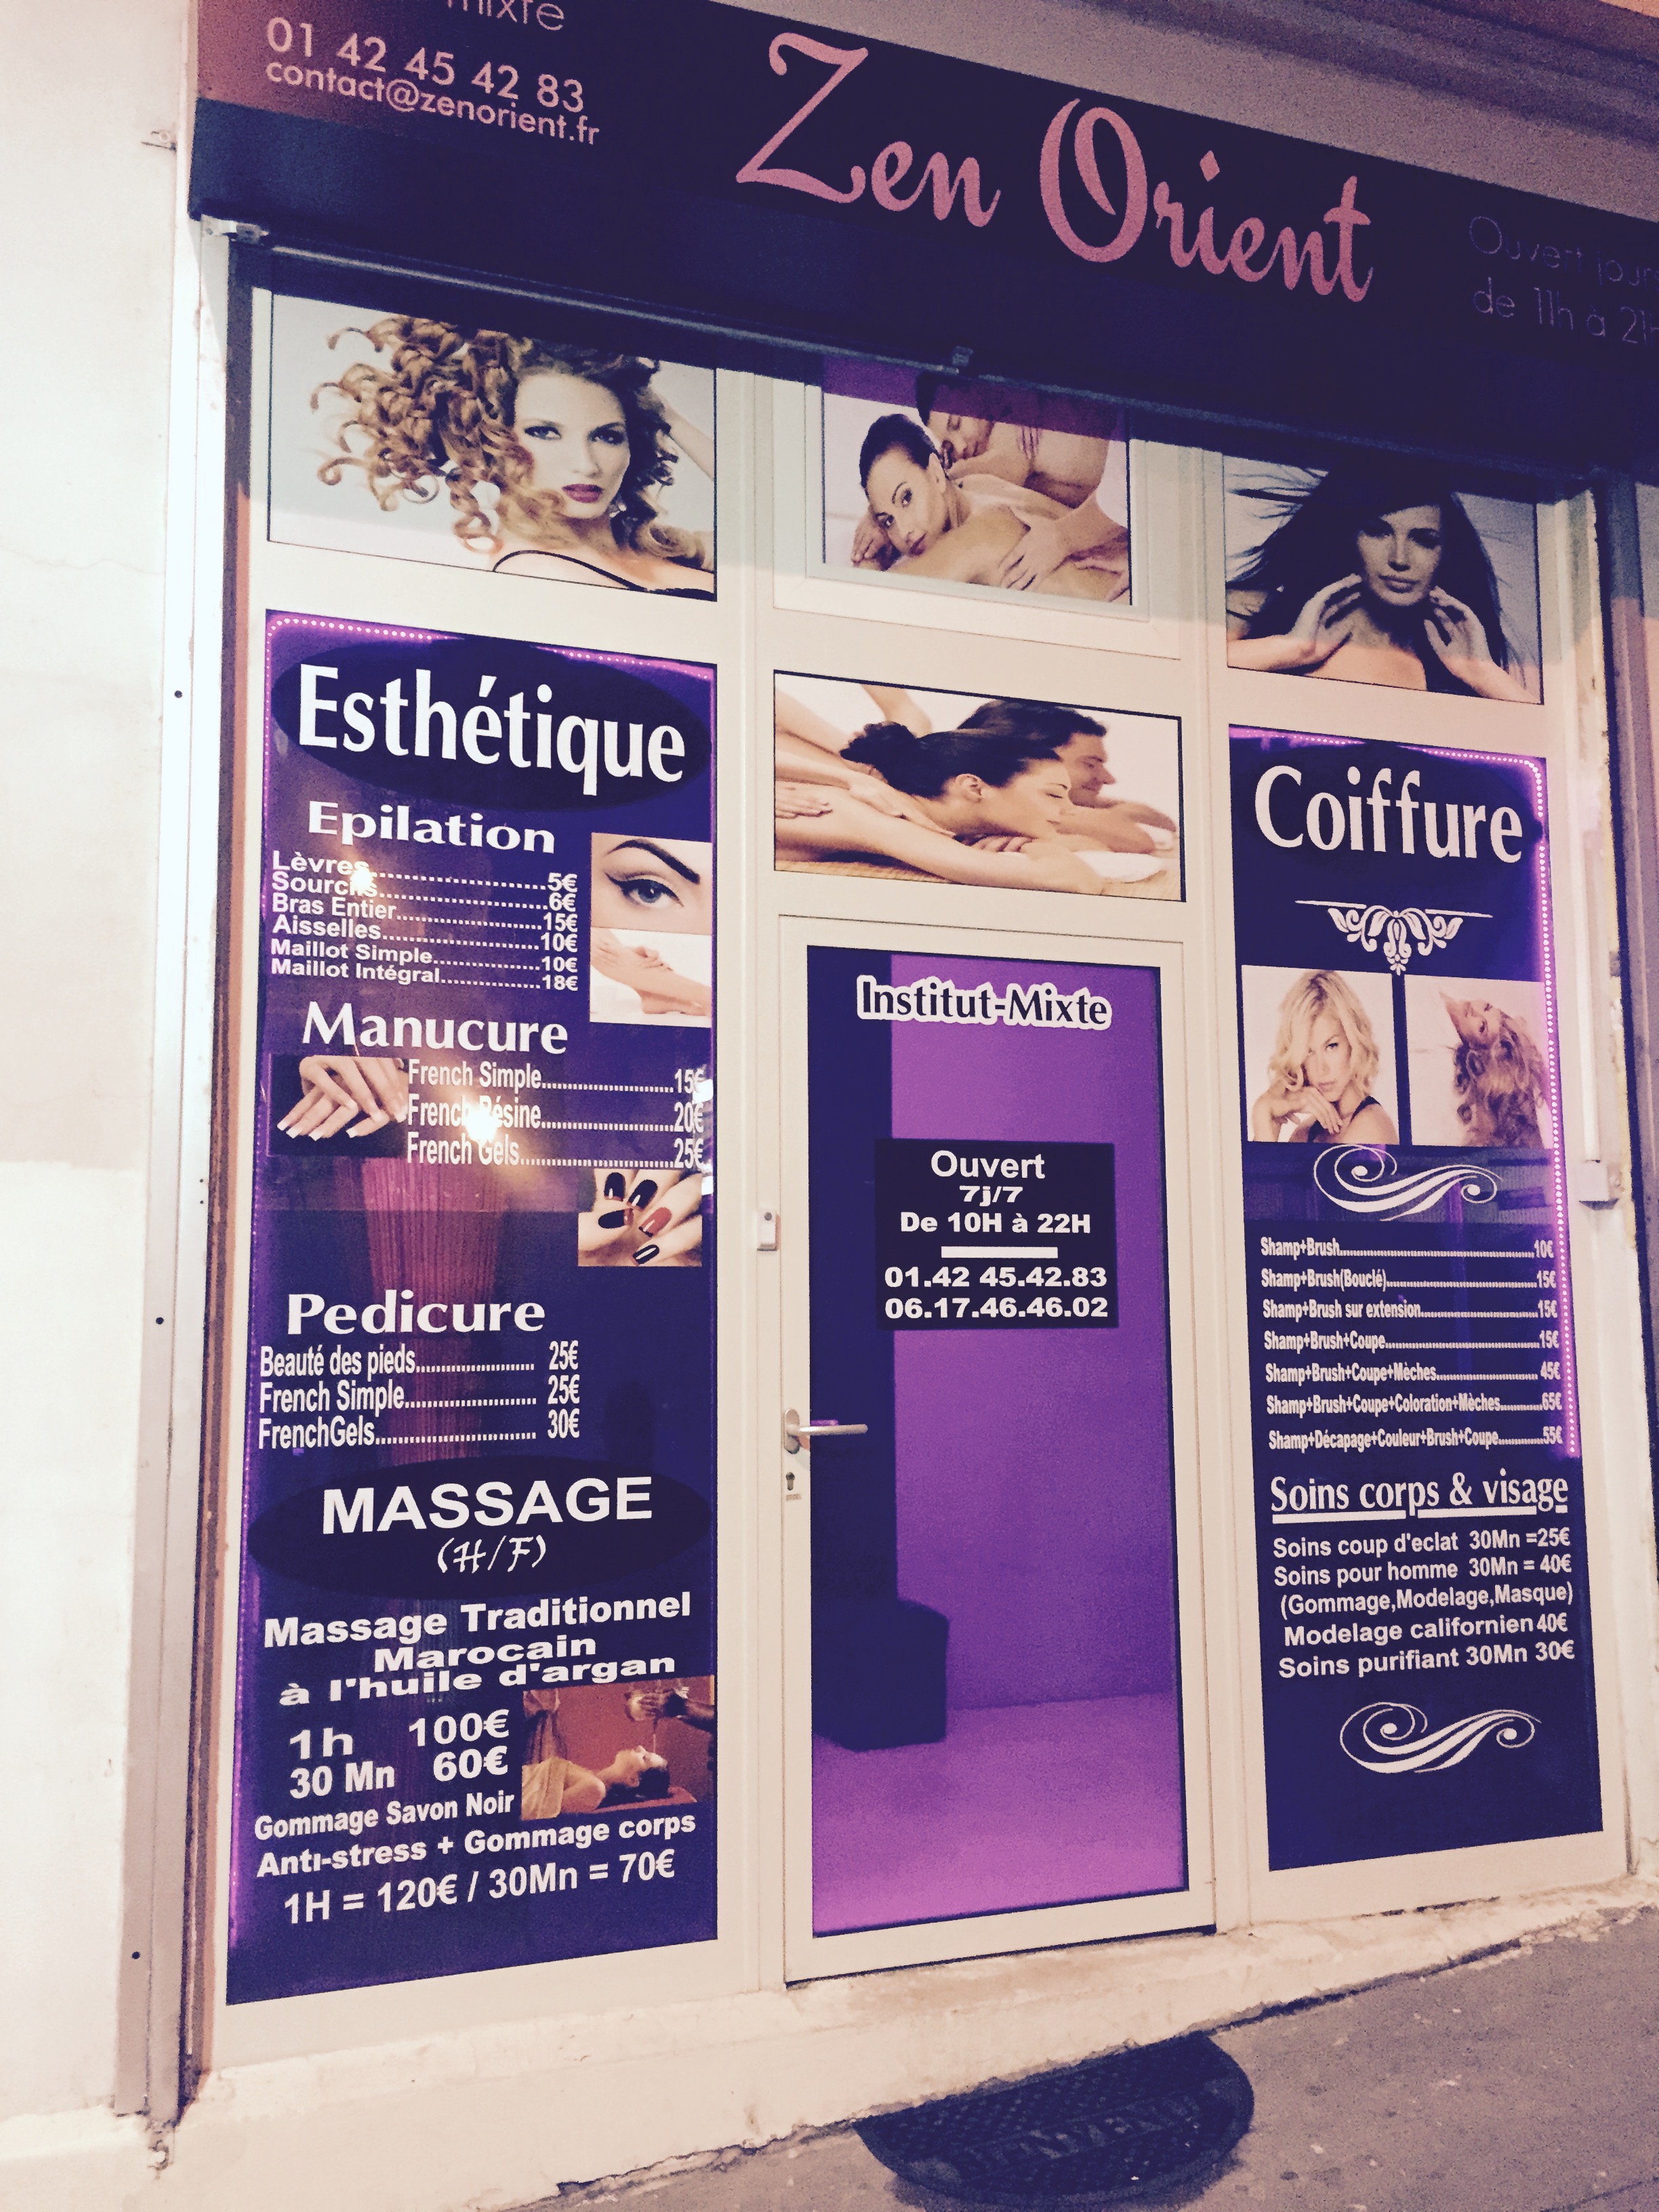 mixte
01 42 45 42 83
contact@zenorient.fr
Zen Orient
Ouvert
de 11h à 21
Esthétique
Epilation
Lèvres..........................5€
Sourcils..........................6€
Bras Entier......................15€
Aisselles........................10€
Maillot Simple.................10€
Maillot Intégral................18€
Manucure
French Simple...........................15€
French Résine...........................20€
French Gels..............................25€
Pedicure
Beauté des pieds....................... 25€
French Simple......................... 25€
FrenchGels............................... 30€
MASSAGE
(H/F)
Massage Traditionnel
Marocain
à l'huile d'argan
1h 100€
30 Mn 60€
Gommage Savon Noir
Anti-stress + Gommage corps
1H = 120€ / 30Mn = 70€
Institut-Mixte
Ouvert
7j/7
De 10H à 22H
01.42 45.42.83
06.17.46.46.02
Coiffure
Shamp+Brush......................................................10€
Shamp+Brush(Bouclé)..........................................15€
Shamp+Brush sur extension.................................15€
Shamp+Brush+Coupe...........................................15€
Shamp+Brush+Coupe+Mèches............................ 45€
Shamp+Brush+Coupe+Coloration+Mèches............65€
Shamp+Décapage+Couleur+Brush+Coupe.............55€
Soins corps & visage
Soins coup d'eclat 30Mn =25€
Soins pour homme 30Mn = 40€
(Gommage,Modelage,Masque)
Modelage californien 40€
Soins purifiant 30Mn 30€